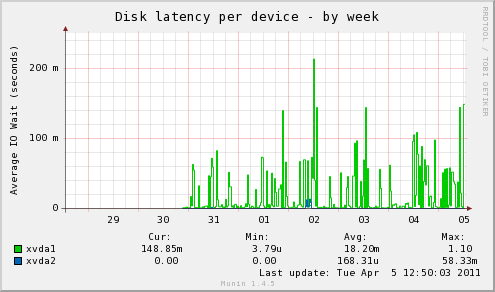 Disk latency per device - by week
RRDTOOL / TOBI OETIKER
Average IO Wait (seconds)
200 m
100 m
0
29 30 31 01 02 03 04 05
Cur: Min: Avg: Max:
xvda1 148.85m 3.79u 18.20m 1.10
xvda2 0.00 0.00 168.31u 58.33m
Last update: Tue Apr 5 12:50:03 2011
Munin 1.4.5